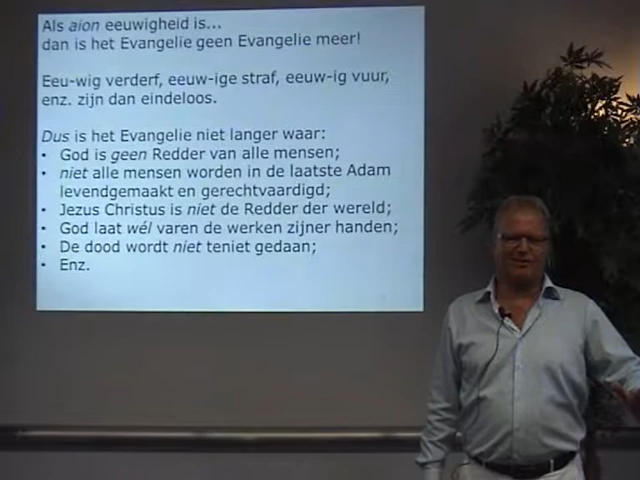 Als aion eeuwigheid is...
dan is het Evangelie geen Evangelie meer!
Eeu-wig verderf, eeuw-ige straf, eeuw-ig vuur,
enz. zijn dan eindeloos.
Dus is het Evangelie niet langer waar:
• God is geen Redder van alle mensen;
• niet alle mensen worden in de laatste Adam
levendgemaakt en gerechtvaardigd;
• Jezus Christus is niet de Redder der wereld;
• God laat wél varen de werken zijner handen;
• De dood wordt niet teniet gedaan;
• Enz.